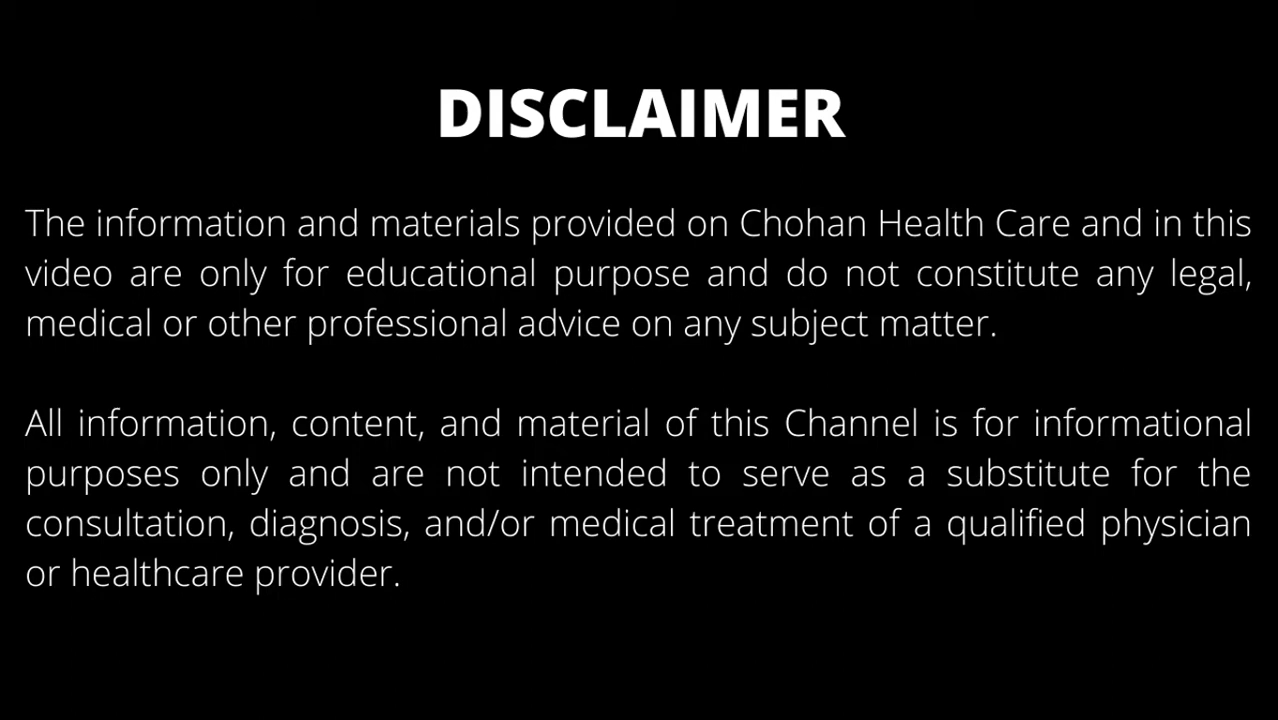 DISCLAIMER
The information and materials provided on Chohan Health Care and in this
video are only for educational purpose and do not constitute any legal,
medical or other professional advice on any subject matter.
All information, content, and material of this Channel is for informational
purposes only and are not intended to serve as a substitute for the
consultation, diagnosis, and/or medical treatment of a qualified physician
or healthcare provider.